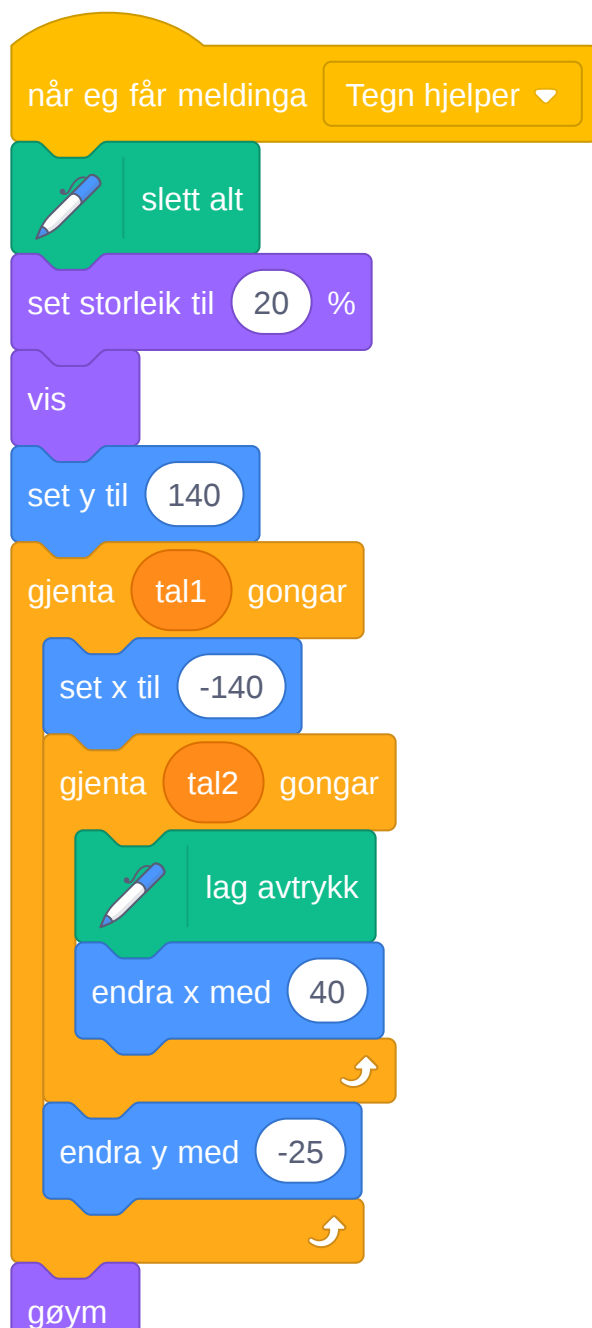 når eg får meldinga Tegn hjelper
slett alt
set storleik til 20 %
vis
set y til 140
gjenta tal1 gongar
set x til -140
gjenta tal2 gongar
lag avtrykk
endra x med 40
endra y med -25
gøym